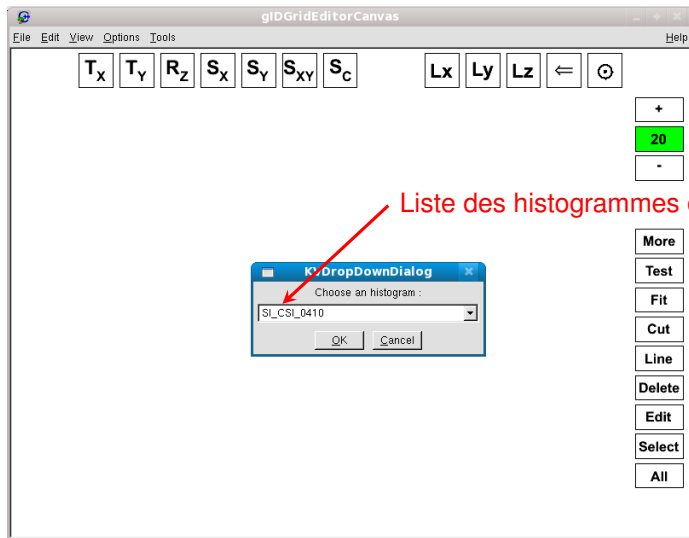 gIDGridEditorCanvas
File Edit View Options Tools Help
TX TY RZ SX SY SXY SC Lx Ly Lz ⇐ ⊙
+
20
-
Liste des histogrammes
More
KVDropDownDialog
Test
Choose an histogram :
Fit
SI_CSI_0410
Cut
OK Cancel
Line
Delete
Edit
Select
All